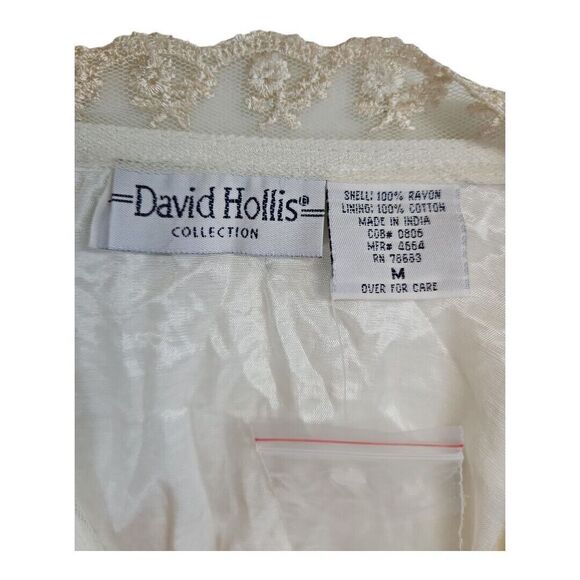 David Hollis®
COLLECTION
SHELL: 100% RAYON
LINING: 100% COTTON
MADE IN INDIA
COB# 0806
MFR# 4664
RN 78683
M
OVER FOR CARE